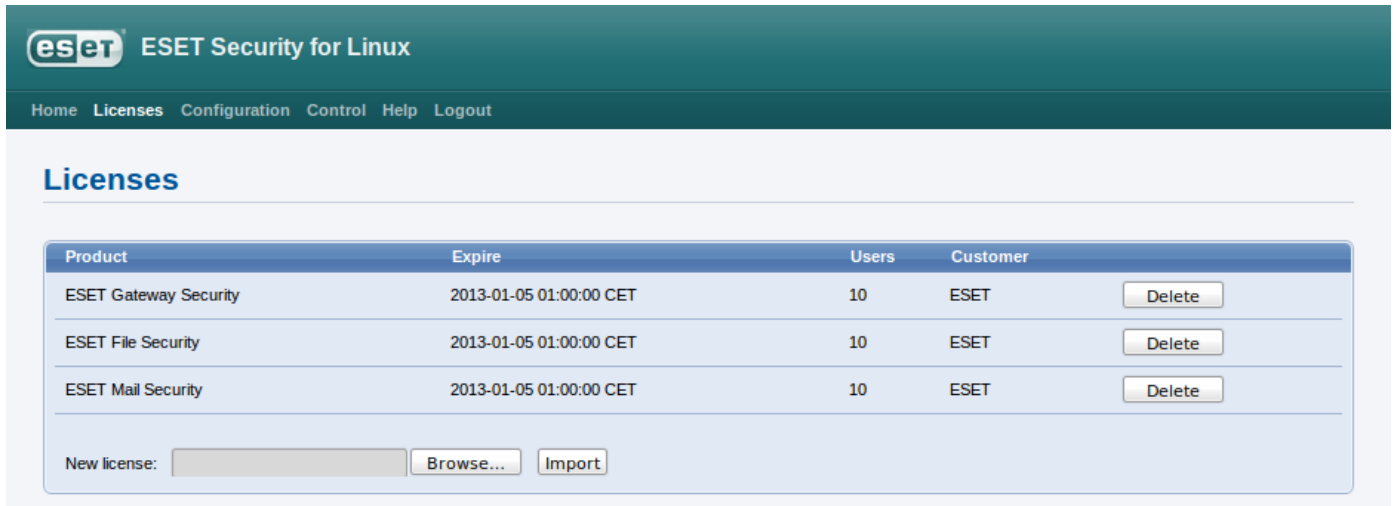 eset ESET Security for Linux
Home Licenses Configuration Control Help Logout
Licenses
Product Expire Users Customer
ESET Gateway Security 2013-01-05 01:00:00 CET 10 ESET Delete
ESET File Security 2013-01-05 01:00:00 CET 10 ESET Delete
ESET Mail Security 2013-01-05 01:00:00 CET 10 ESET Delete
New license: Browse... Import